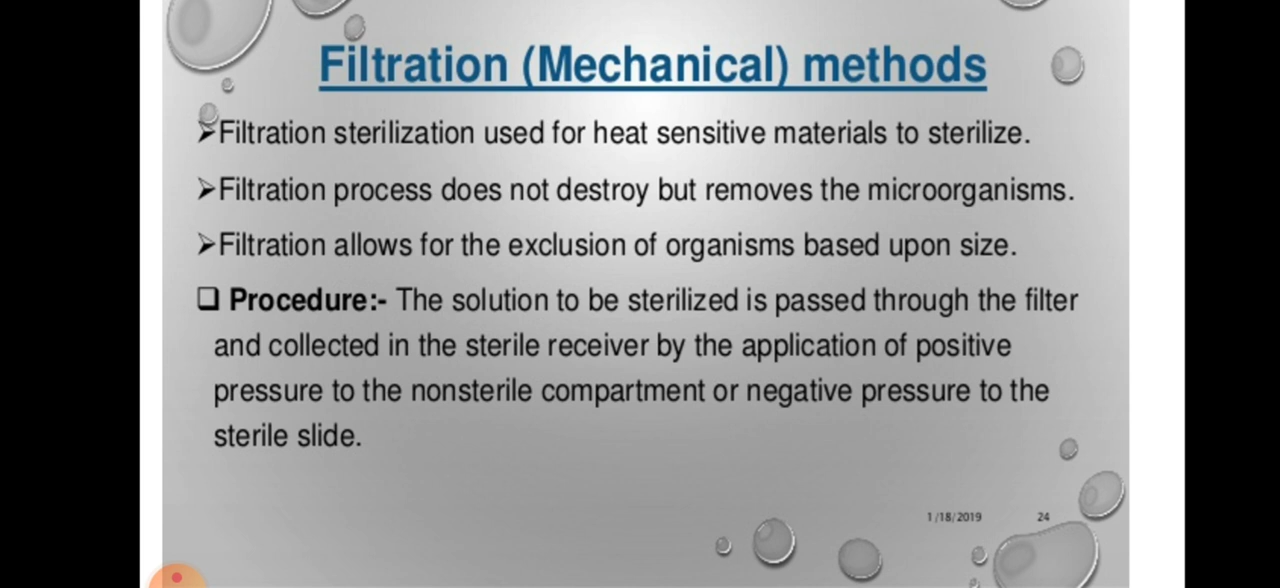 Filtration (Mechanical) methods
➢Filtration sterilization used for heat sensitive materials to sterilize.
➢Filtration process does not destroy but removes the microorganisms.
➢Filtration allows for the exclusion of organisms based upon size.
❑ Procedure:- The solution to be sterilized is passed through the filter
and collected in the sterile receiver by the application of positive
pressure to the nonsterile compartment or negative pressure to the
sterile slide.
1/18/2019 24